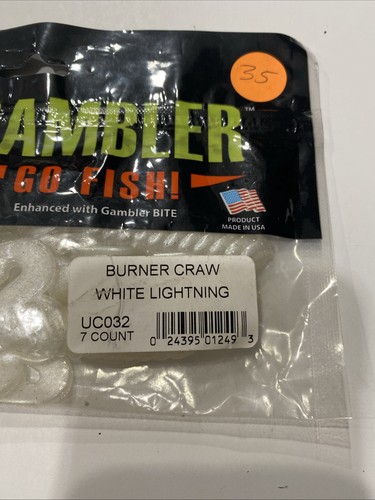 35
AMBLER™
GO FISH!
Enhanced with Gambler BITE
PRODUCT
MADE IN USA
BURNER CRAW
WHITE LIGHTNING
UC032
7 COUNT
0 24395 01249 3